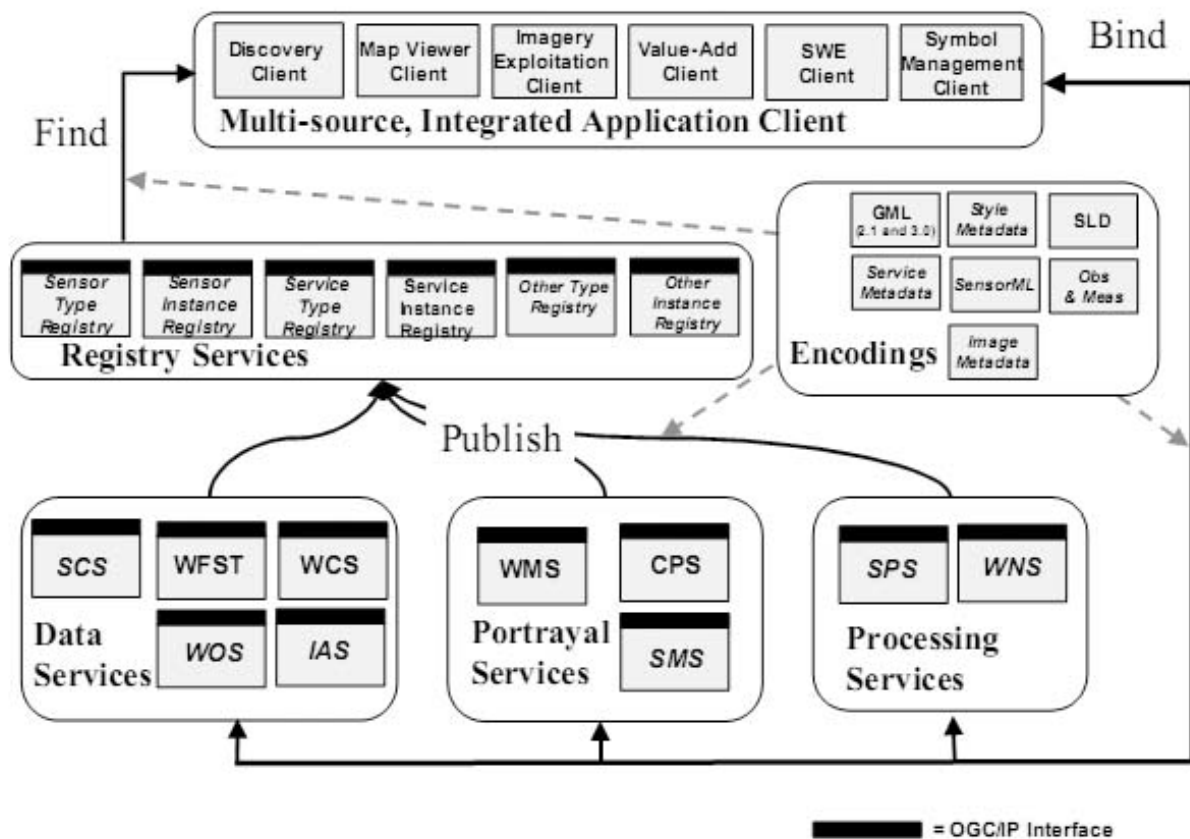 Discovery
Client
Map Viewer
Client
Imagery
Exploitation
Client
Value-Add
Client
SWE
Client
Symbol
Management
Client
Multi-source, Integrated Application Client
Bind
Find
GML
(2.1 and 3.0)
Style
Metadata
SLD
Service
Metadata
SensorML
Obs
& Meas
Image
Metadata
Encodings
Sensor
Type
Registry
Sensor
Instance
Registry
Service
Type
Registry
Service
Instance
Registry
Other Type
Registry
Other
Instance
Registry
Registry Services
Publish
SCS
WFST
WCS
WOS
IAS
Data
Services
WMS
CPS
SMS
Portrayal
Services
SPS
WNS
Processing
Services
= OGC/IP Interface